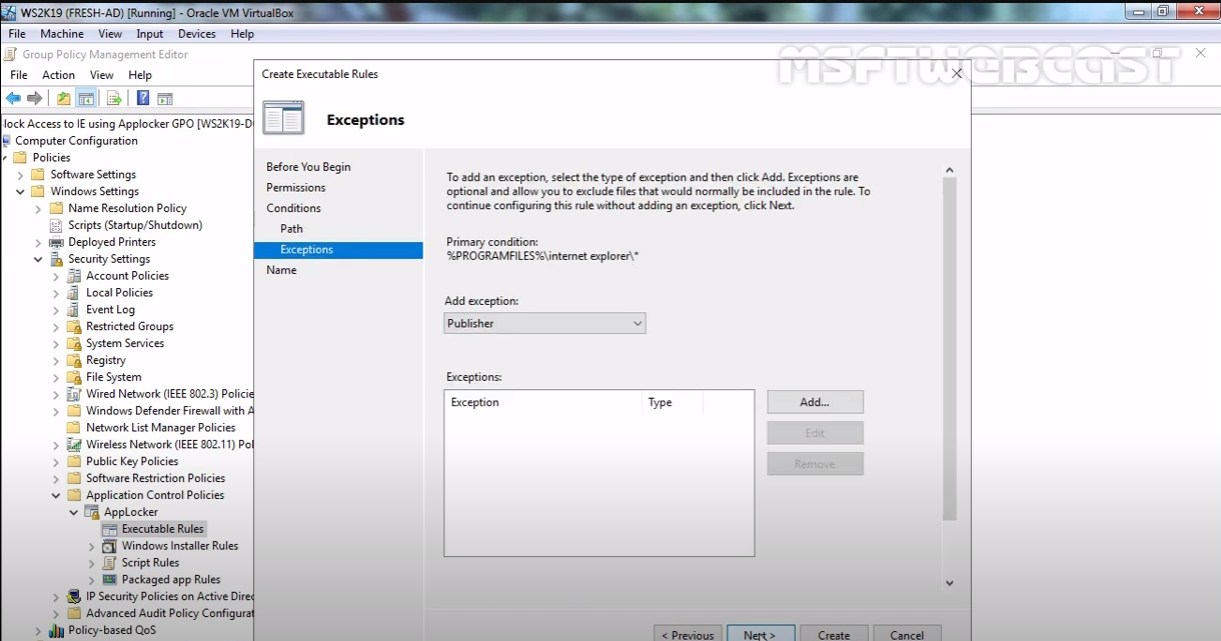 WS2K19 (FRESH-AD) [Running] - Oracle VM VirtualBox
File Machine View Input Devices Help
Group Policy Management Editor
MSFTWEBCAST
File Action View Help
lock Access to IE using Applocker GPO [WS2K19-D
Computer Configuration
Policies
Software Settings
Windows Settings
Name Resolution Policy
Scripts (Startup/Shutdown)
Deployed Printers
Security Settings
Account Policies
Local Policies
Event Log
Restricted Groups
System Services
Registry
File System
Wired Network (IEEE 802.3) Policie
Windows Defender Firewall with A
Network List Manager Policies
Wireless Network (IEEE 802.11) Pol
Public Key Policies
Software Restriction Policies
Application Control Policies
AppLocker
Executable Rules
Windows Installer Rules
Script Rules
Packaged app Rules
IP Security Policies on Active Direc
Advanced Audit Policy Configurat
Policy-based QoS
Create Executable Rules
Exceptions
Before You Begin
Permissions
Conditions
Path
Exceptions
Name
To add an exception, select the type of exception and then click Add. Exceptions are
optional and allow you to exclude files that would normally be included in the rule. To
continue configuring this rule without adding an exception, click Next.
Primary condition:
%PROGRAMFILES%\internet explorer\*
Add exception:
Publisher
Exceptions:
Exception Type
Add...
Edit
Remove
< Previous Next > Create Cancel